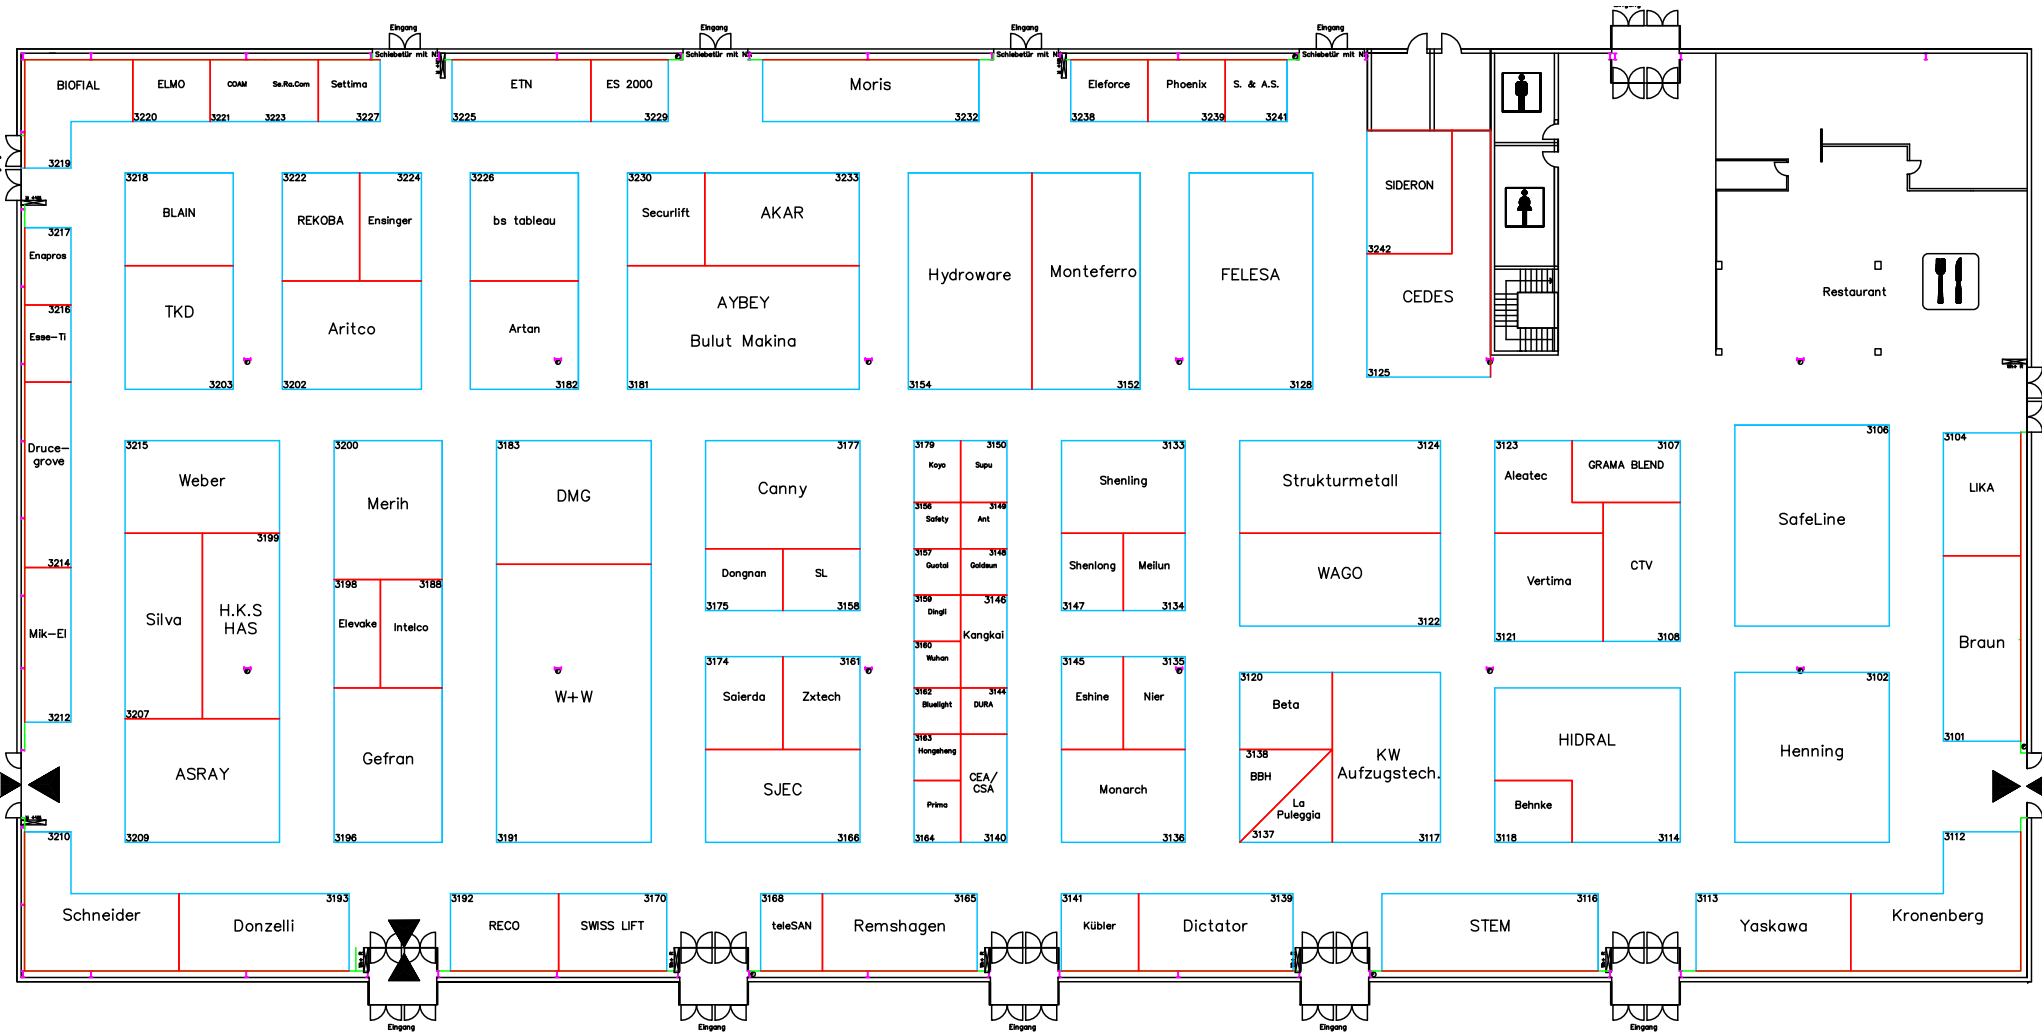 Eingang
Eingang
Eingang
Eingang
Schiebetür mit N
Schiebetür mit N
Schiebetür mit N
Schiebetür mit N
BIOFIAL
3219
ELMO
3220
COAM
3221
Se.Ra.Com
3223
Settima
3227
ETN
3225
ES 2000
3229
Moris
3232
Eleforce
3238
Phoenix
3239
S. & A.S.
3241
3218
BLAIN
TKD
3203
3222
REKOBA
3224
Ensinger
Aritco
3202
3226
bs tableau
Artan
3182
3230
Securlift
3233
AKAR
AYBEY
Bulut Makina
3181
Hydroware
3154
Monteferro
3152
FELESA
3128
SIDERON
3242
CEDES
3125
Restaurant
3217
Enapros
3216
Esse-Ti
Druce-
grove
3214
Mik-El
3212
3215
Weber
3199
Silva
3207
H.K.S
HAS
ASRAY
3209
3200
Merih
3198
Elevake
3188
Intelco
Gefran
3196
3183
DMG
W+W
3191
3177
Canny
Dongnan
3175
SL
3158
3174
Saierda
3161
Zxtech
SJEC
3166
3179
Koyo
3150
Supu
3156
Safety
3149
Ant
3157
Guotai
3148
Goldsun
3159
Dingli
3146
Kangkai
3160
Wuhan
3162
Bluelight
3144
DURA
3163
Hongsheng
CEA/
CSA
Prima
3164
3140
3133
Shenling
Shenlong
3147
Meilun
3134
3145
Eshine
3135
Nier
Monarch
3136
3124
Strukturmetall
WAGO
3122
3120
Beta
3138
BBH
La
Puleggia
3137
KW
Aufzugstech.
3117
3123
Aleatec
3107
GRAMA BLEND
Vertima
3121
CTV
3108
HIDRAL
Behnke
3118
3114
3106
SafeLine
3102
Henning
3104
LIKA
Braun
3101
3210
Schneider
3193
Donzelli
3192
RECO
3170
SWISS LIFT
3168
teleSAN
3165
Remshagen
3141
Kübler
3139
Dictator
3116
STEM
3113
Yaskawa
3112
Kronenberg
Eingang
Eingang
Eingang
Eingang
Eingang